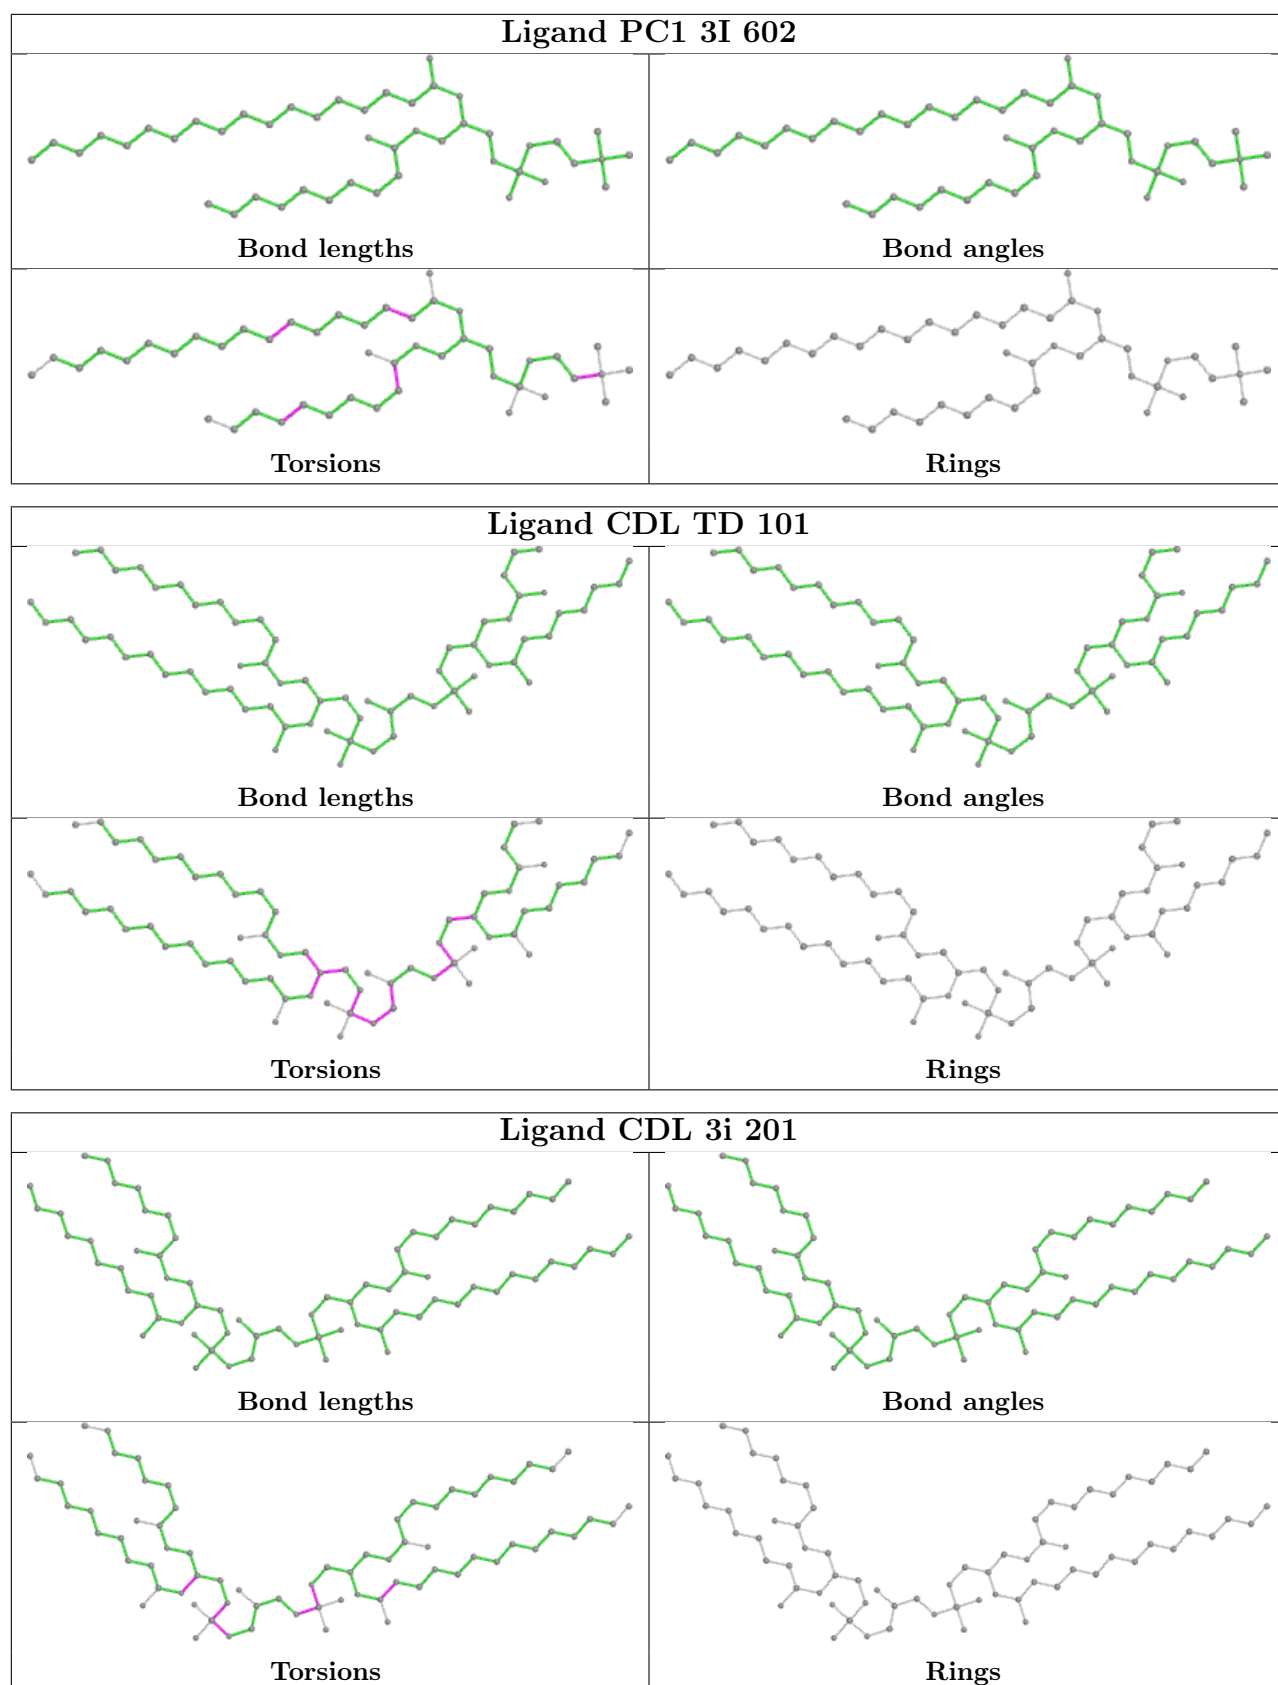 Ligand PC1 3I 602
Bond lengths
Bond angles
Torsions
Rings
Ligand CDL TD 101
Bond lengths
Bond angles
Torsions
Rings
Ligand CDL 3i 201
Bond lengths
Bond angles
Torsions
Rings